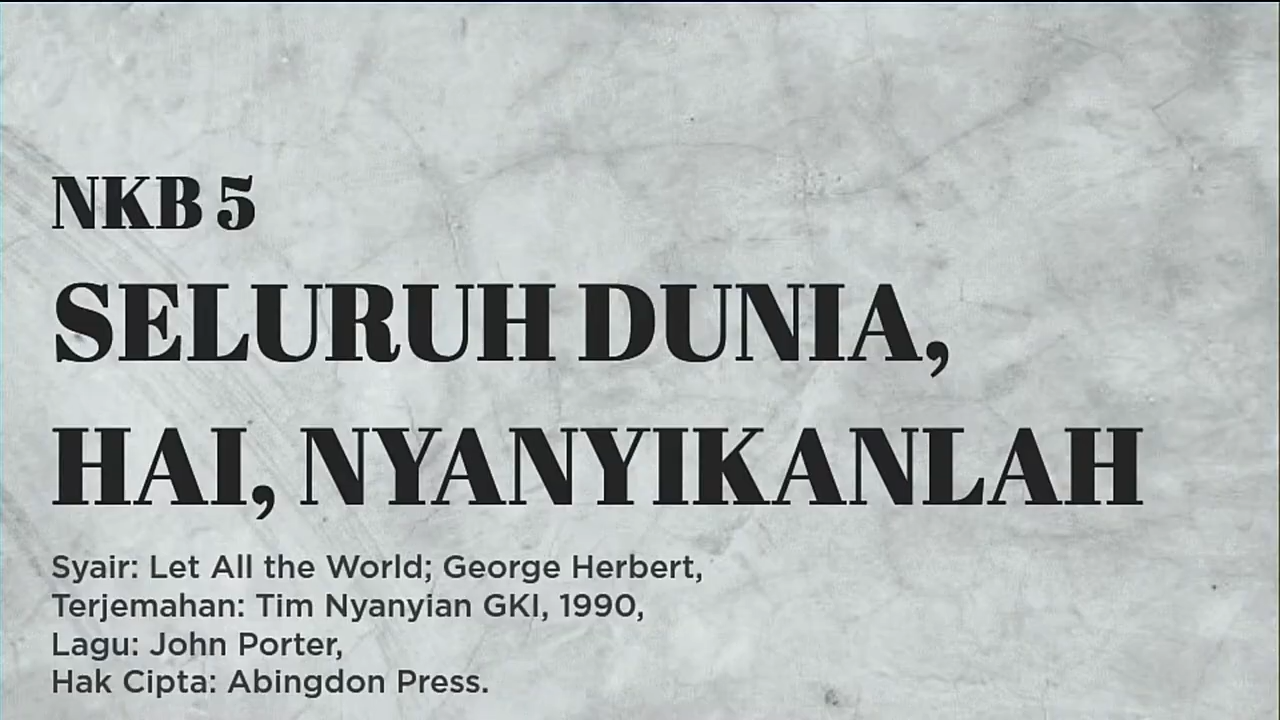 NKB 5
SELURUH DUNIA,
HAI, NYANYIKANLAH
Syair: Let All the World; George Herbert,
Terjemahan: Tim Nyanyian GKI, 1990,
Lagu: John Porter,
Hak Cipta: Abingdon Press.